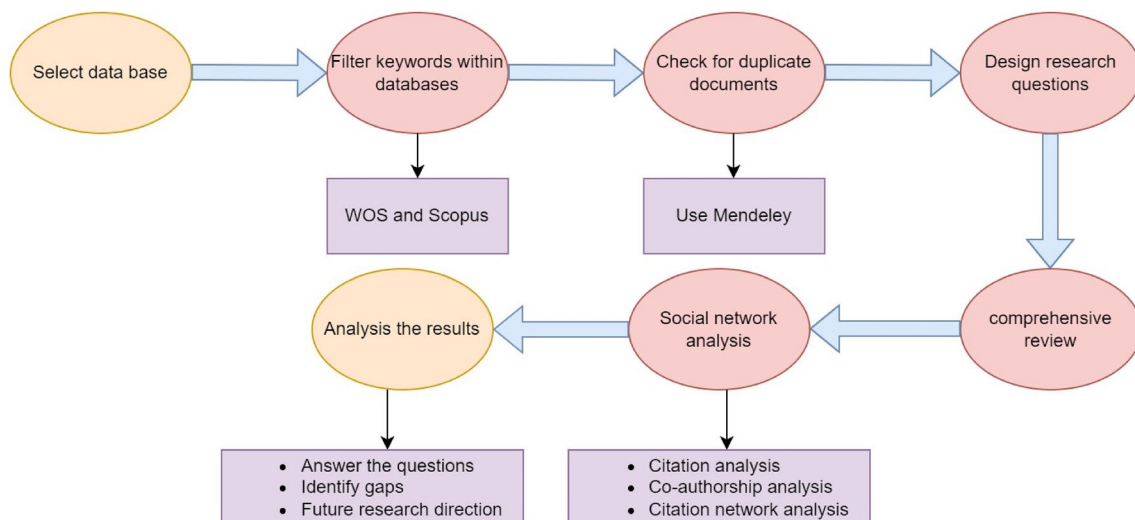 Select data base
Filter keywords within
databases
Check for duplicate
documents
Design research
questions
WOS and Scopus
Use Mendeley
Analysis the results
Social network
analysis
comprehensive
review
• Answer the questions
• Identify gaps
• Future research direction
• Citation analysis
• Co-authorship analysis
• Citation network analysis